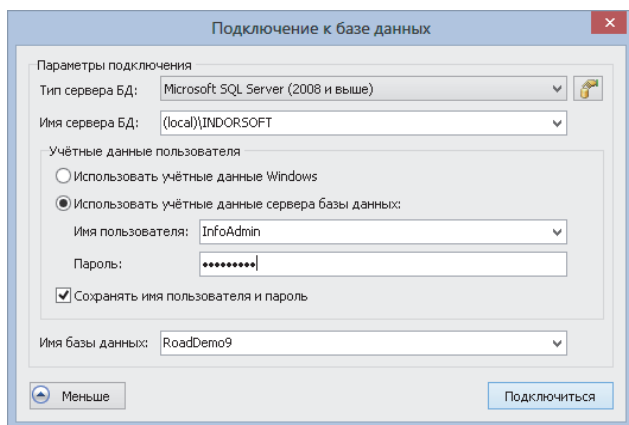 Подключение к базе данных
Параметры подключения
Тип сервера БД: Microsoft SQL Server (2008 и выше)
Имя сервера БД: (local)\INDORSOFT
Учётные данные пользователя
Использовать учётные данные Windows
Использовать учётные данные сервера базы данных:
Имя пользователя: InfoAdmin
Пароль: •••••••••
Сохранять имя пользователя и пароль
Имя базы данных: RoadDemo9
Меньше Подключиться